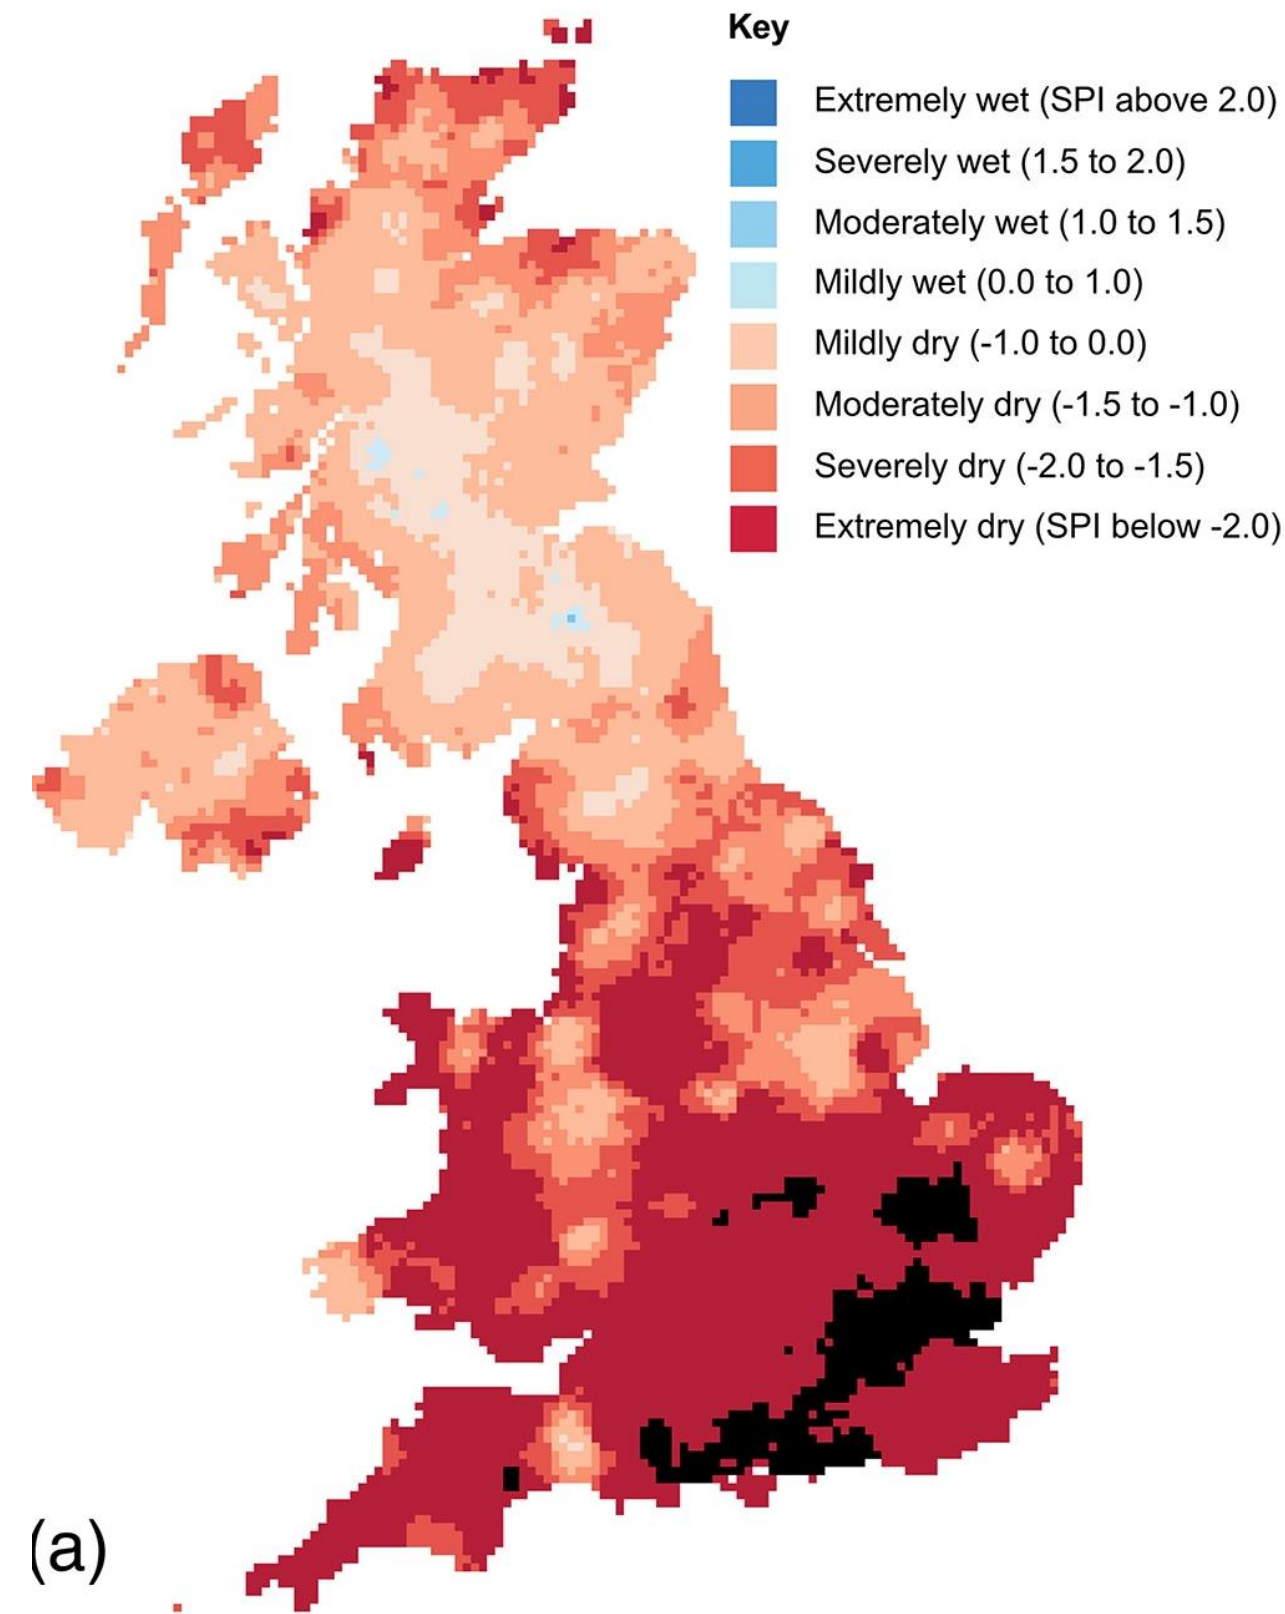 Key
Extremely wet (SPI above 2.0)
Severely wet (1.5 to 2.0)
Moderately wet (1.0 to 1.5)
Mildly wet (0.0 to 1.0)
Mildly dry (-1.0 to 0.0)
Moderately dry (-1.5 to -1.0)
Severely dry (-2.0 to -1.5)
Extremely dry (SPI below -2.0)
(a)